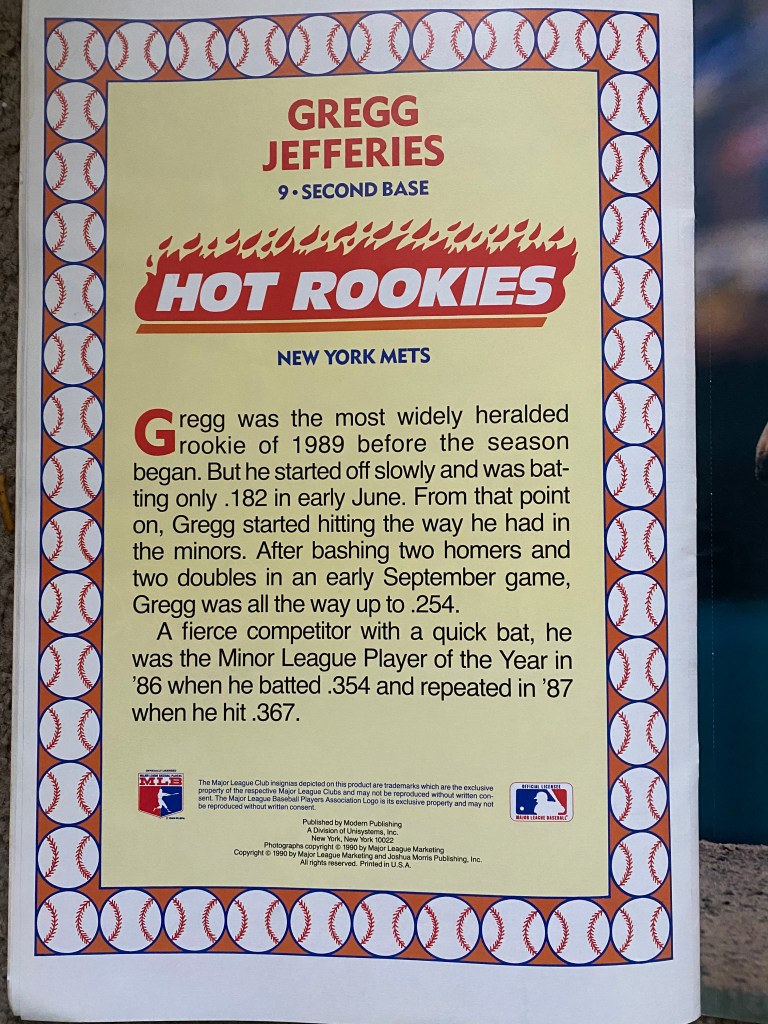 GREGG
JEFFERIES
9 • SECOND BASE
HOT ROOKIES
NEW YORK METS
Gregg was the most widely heralded
rookie of 1989 before the season
began. But he started off slowly and was bat-
ting only .182 in early June. From that point
on, Gregg started hitting the way he had in
the minors. After bashing two homers and
two doubles in an early September game,
Gregg was all the way up to .254.
A fierce competitor with a quick bat, he
was the Minor League Player of the Year in
'86 when he batted .354 and repeated in '87
when he hit .367.
MLB
The Major League Club insignias depicted on this product are trademarks which are the exclusive
property of the respective Major League Clubs and may not be reproduced without written con-
sent. The Major League Baseball Players Association Logo is its exclusive property and may not
be reproduced without written consent.
OFFICIAL LICENSEE
MAJOR LEAGUE BASEBALL
Published by Modern Publishing
A Division of Unisystems, Inc.
New York, New York 10022
Photographs copyright © 1990 by Major League Marketing
Copyright © 1990 by Major League Marketing and Joshua Morris Publishing, Inc.
All rights reserved. Printed in U.S.A.